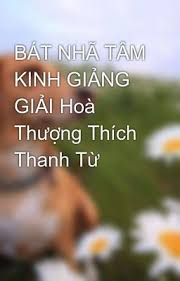 BÁT NHÃ TÂM
KINH GIẢNG
GIẢI Hoà
Thượng Thích
Thanh Từ